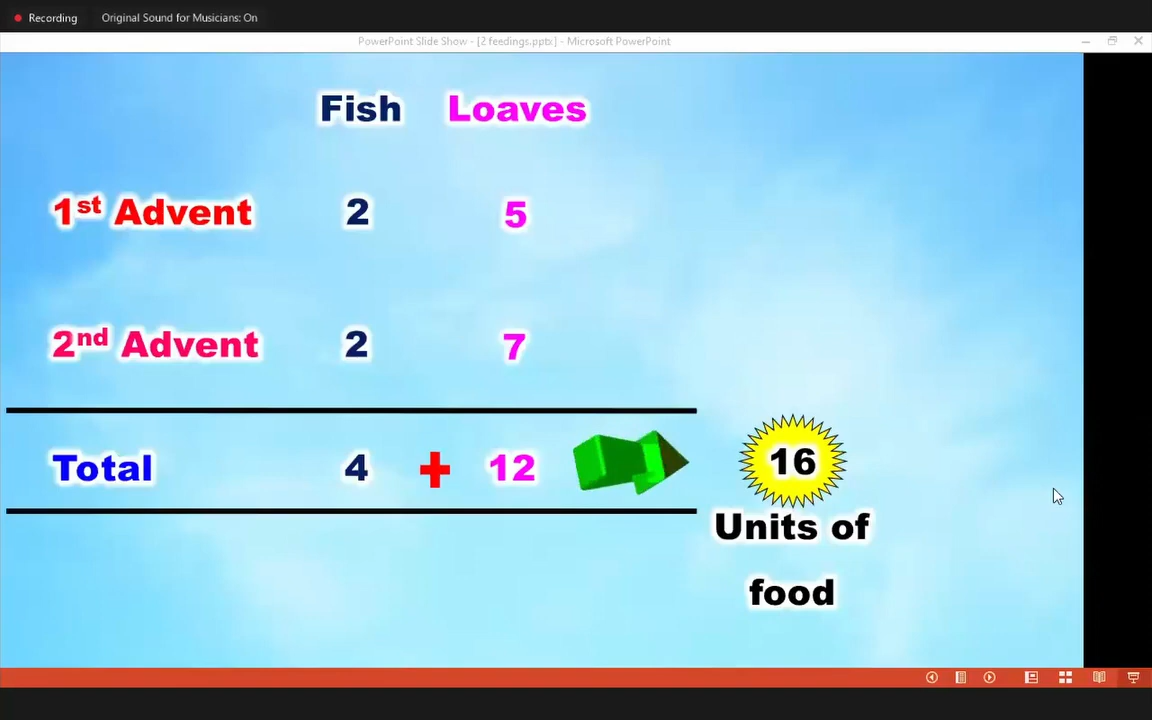 Recording Original Sound for Musicians: On
PowerPoint Slide Show - [2 feedings.pptx] - Microsoft PowerPoint
Fish Loaves
1st Advent 2 5
2nd Advent 2 7
Total 4 + 12 16
Units of
food